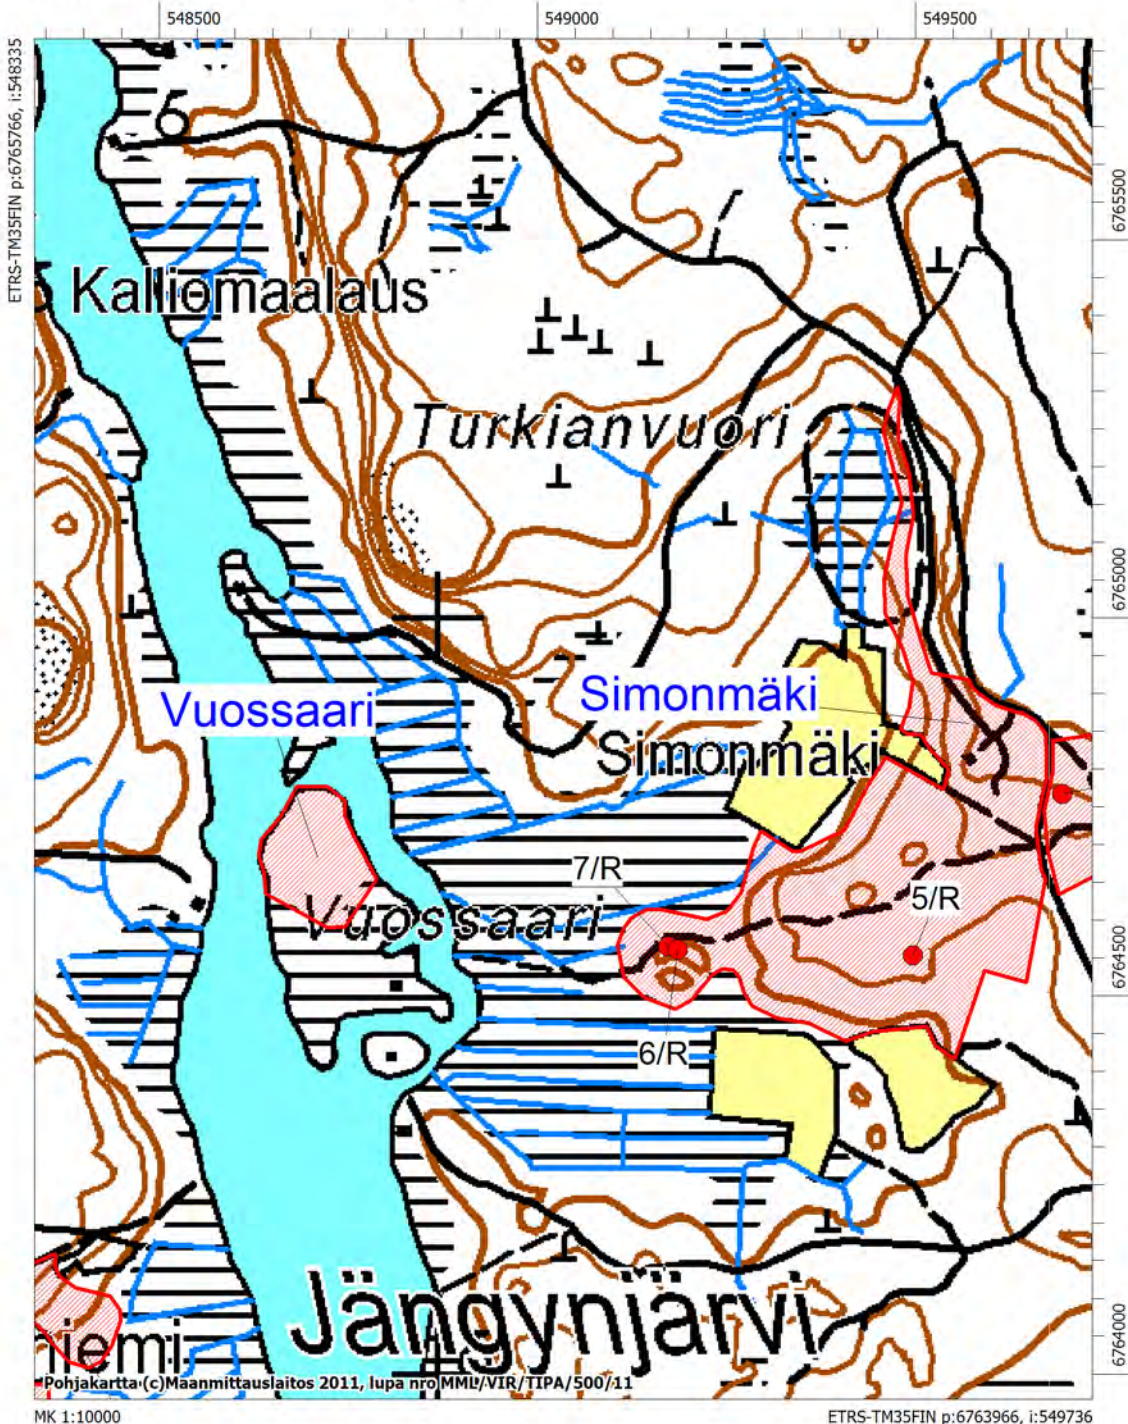 548500
549000
549500
ETRS-TM35FIN p:6765766, i:548335
6
6765500
Kalliomaalaus
Turkianvuori
6765000
Vuossaari
Simonmäki
Simonmäki
7/R
5/R
Vuossaari
6764500
6/R
Jängynjärvi
6764000
niemi
Pohjakartta (c)Maanmittauslaitos 2011, lupa nro MML/VIR/TIPA/500/11
MK 1:10000
ETRS-TM35FIN p:6763966, i:549736